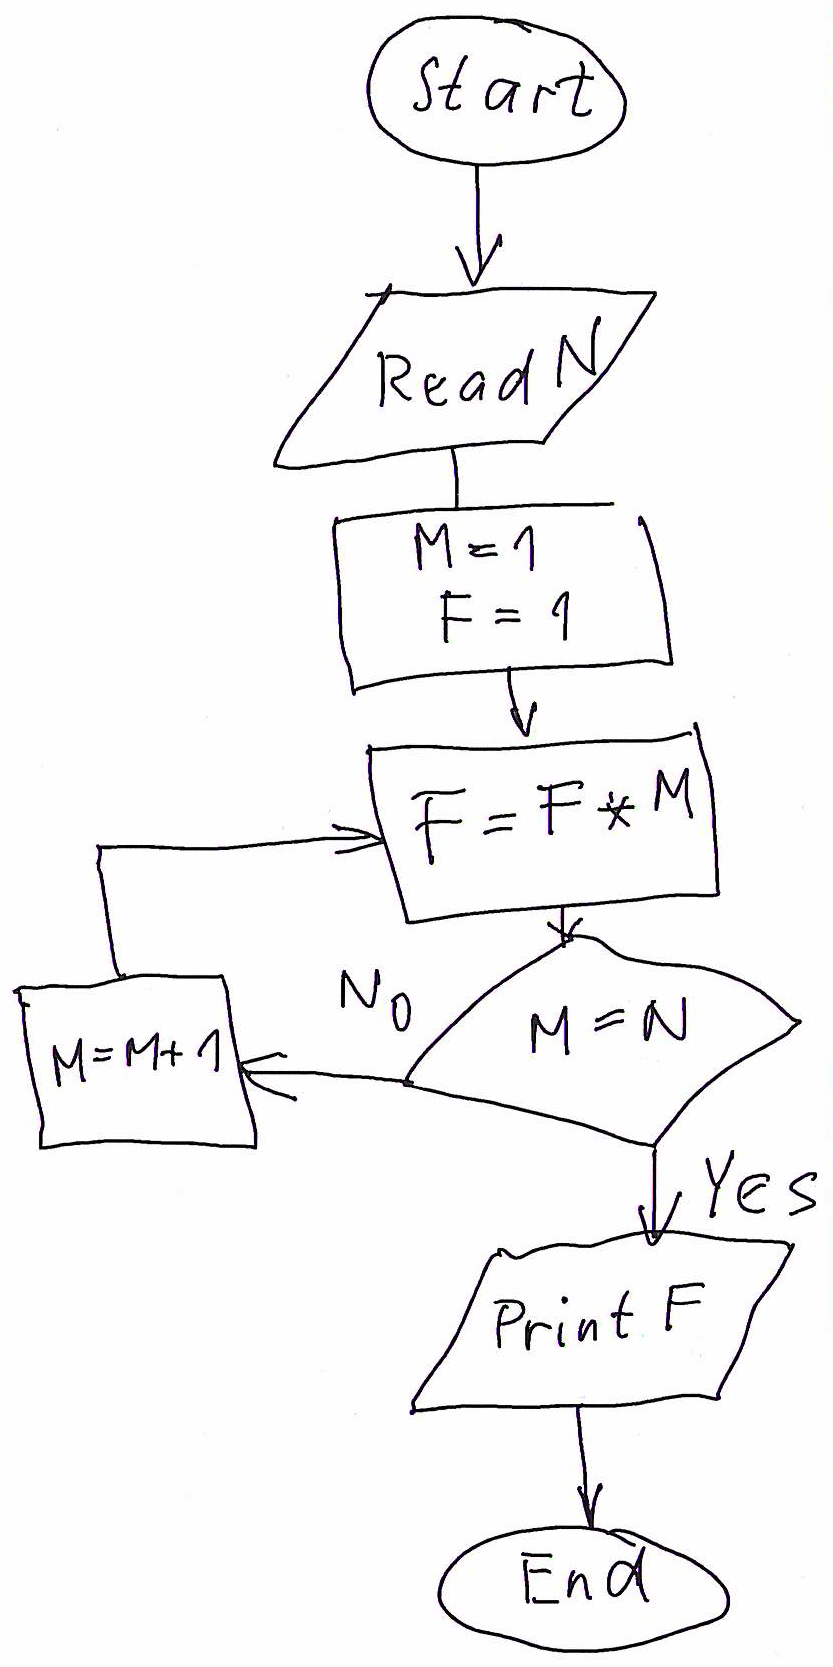 Start
Read N
M = 1
F = 1
F = F * M
No
M = N
M = M + 1
Yes
Print F
End